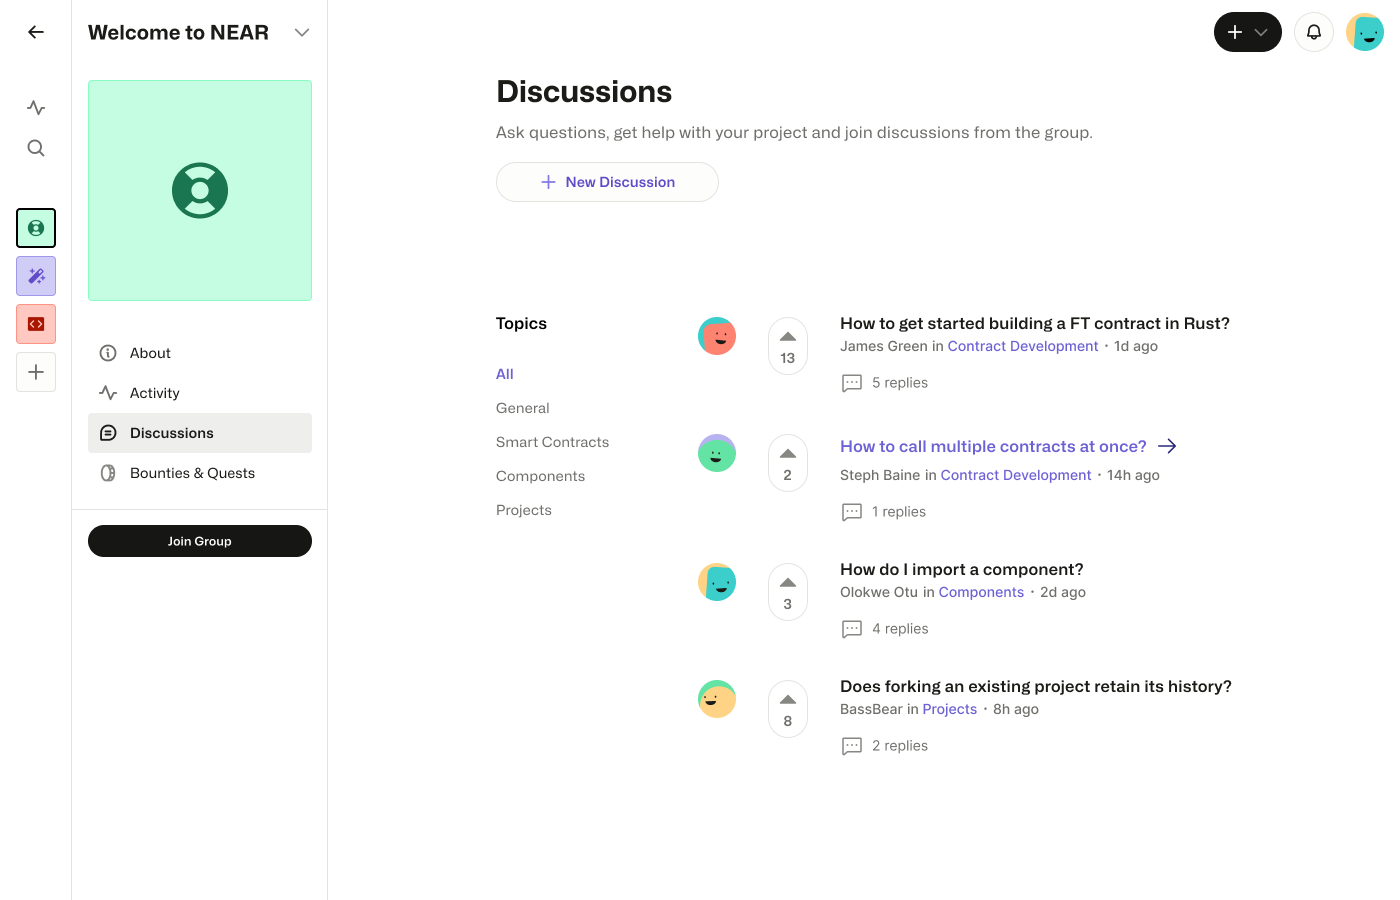 Welcome to NEAR
About
Activity
Discussions
Bounties & Quests
Join Group
Discussions
Ask questions, get help with your project and join discussions from the group.
New Discussion
Topics
All
General
Smart Contracts
Components
Projects
13
How to get started building a FT contract in Rust?
James Green in Contract Development · 1d ago
5 replies
2
How to call multiple contracts at once?
Steph Baine in Contract Development · 14h ago
1 replies
3
How do I import a component?
Olokwe Otu in Components · 2d ago
4 replies
8
Does forking an existing project retain its history?
BassBear in Projects · 8h ago
2 replies